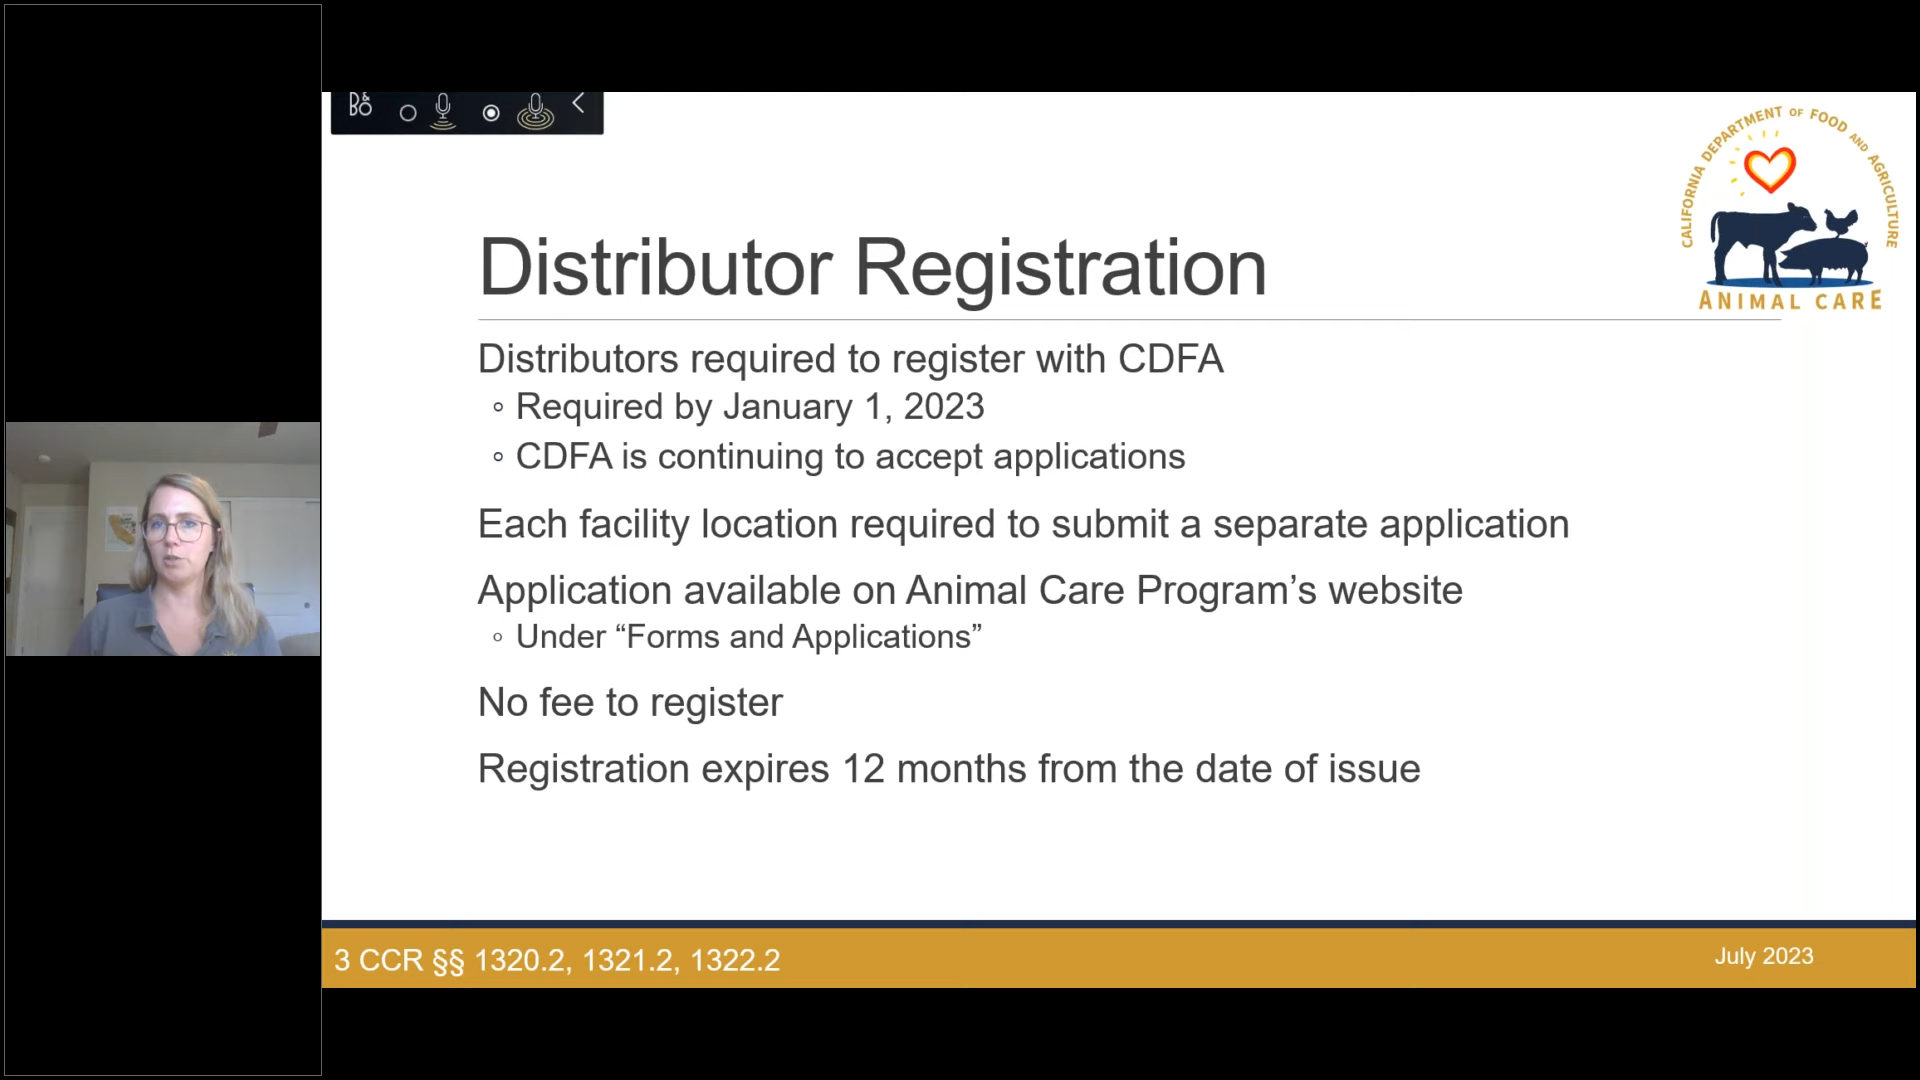 B&O
CALIFORNIA DEPARTMENT OF FOOD AND AGRICULTURE
ANIMAL CARE
Distributor Registration
Distributors required to register with CDFA
◦ Required by January 1, 2023
◦ CDFA is continuing to accept applications
Each facility location required to submit a separate application
Application available on Animal Care Program’s website
◦ Under “Forms and Applications”
No fee to register
Registration expires 12 months from the date of issue
3 CCR §§ 1320.2, 1321.2, 1322.2
July 2023